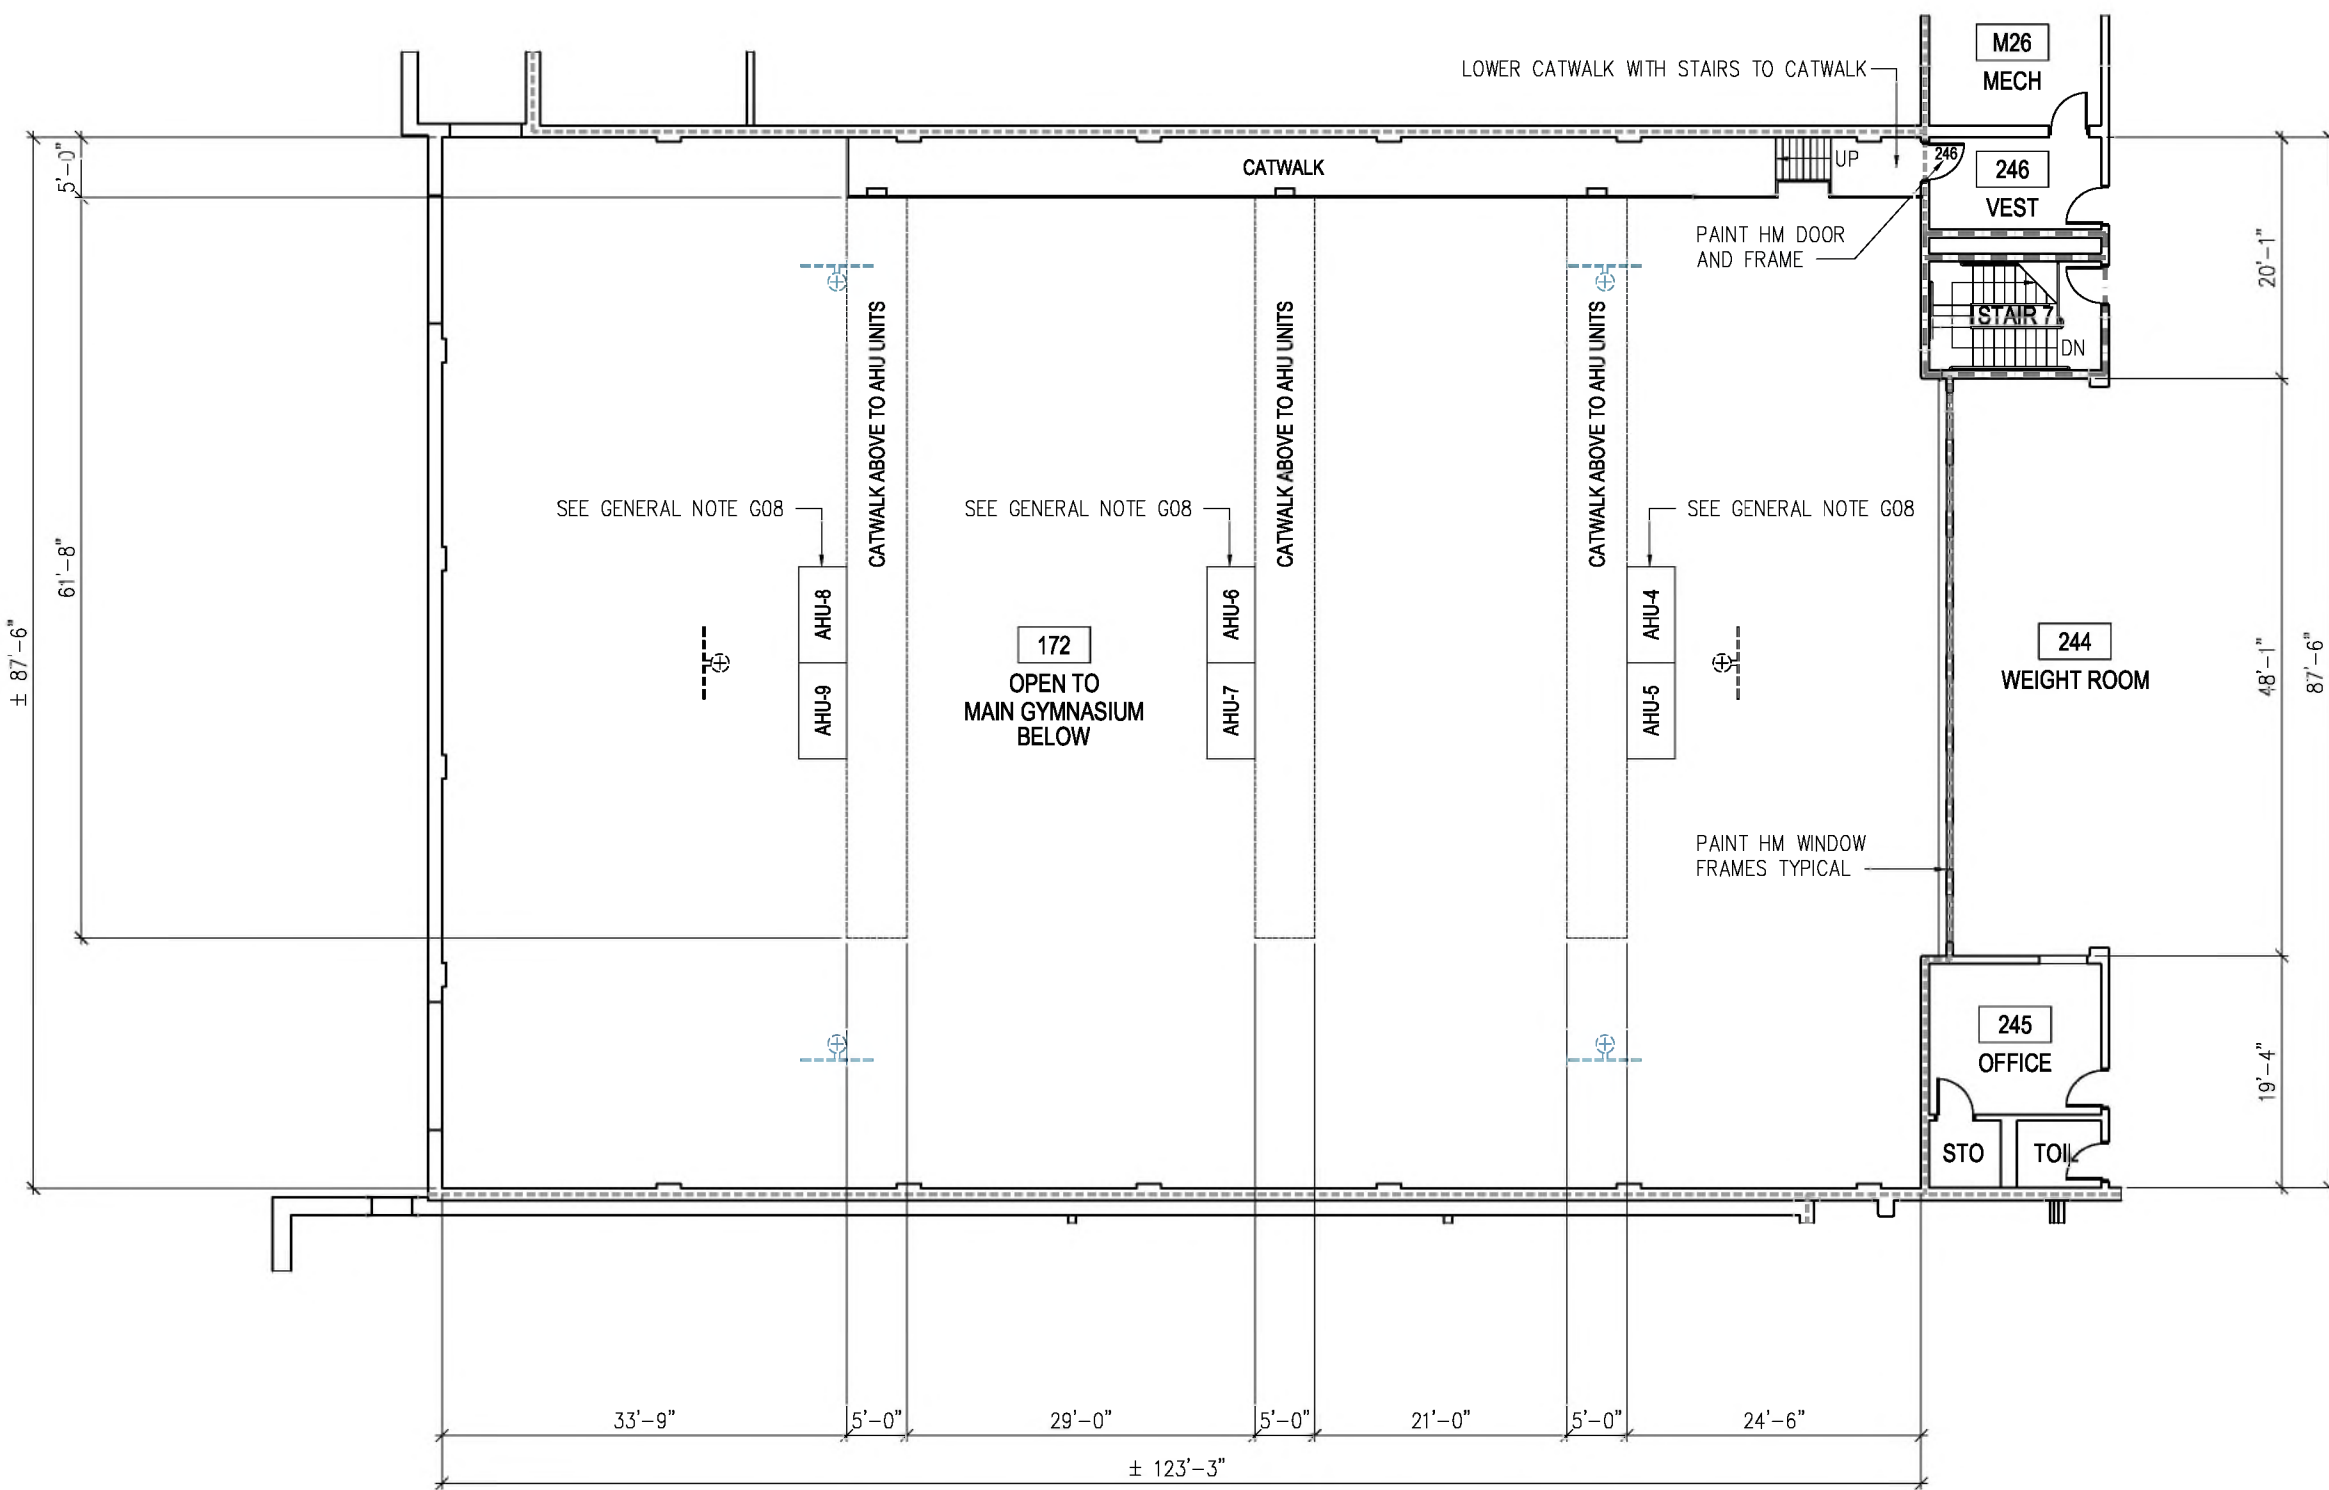 M26
MECH
LOWER CATWALK WITH STAIRS TO CATWALK
5'-0"
CATWALK
UP
246
246
VEST
PAINT HM DOOR
AND FRAME
20'-1"
STAIR 7
DN
CATWALK ABOVE TO AHU UNITS
CATWALK ABOVE TO AHU UNITS
CATWALK ABOVE TO AHU UNITS
SEE GENERAL NOTE G08
SEE GENERAL NOTE G08
SEE GENERAL NOTE G08
61'-8"
± 87'-6"
AHU-8
AHU-9
AHU-6
AHU-7
AHU-4
AHU-5
172
OPEN TO
MAIN GYMNASIUM
BELOW
244
WEIGHT ROOM
48'-1"
87'-6"
PAINT HM WINDOW
FRAMES TYPICAL
245
OFFICE
19'-4"
STO
TOIL
33'-9"
5'-0"
29'-0"
5'-0"
21'-0"
5'-0"
24'-6"
± 123'-3"